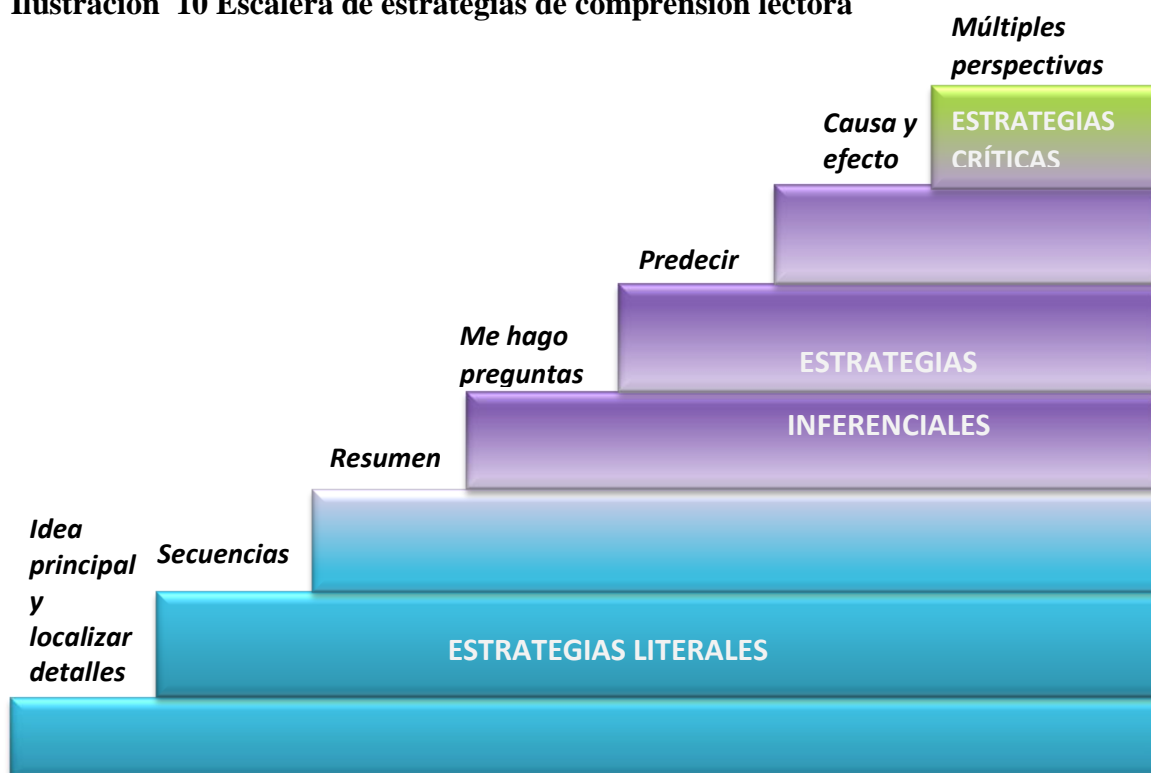 Ilustración 10 Escalera de estrategias de comprensión lectora
Múltiples
perspectivas
Causa y
efecto
ESTRATEGIAS
CRÍTICAS
Predecir
Me hago
preguntas
ESTRATEGIAS
INFERENCIALES
Resumen
Idea
principal
y
localizar
detalles
Secuencias
ESTRATEGIAS LITERALES